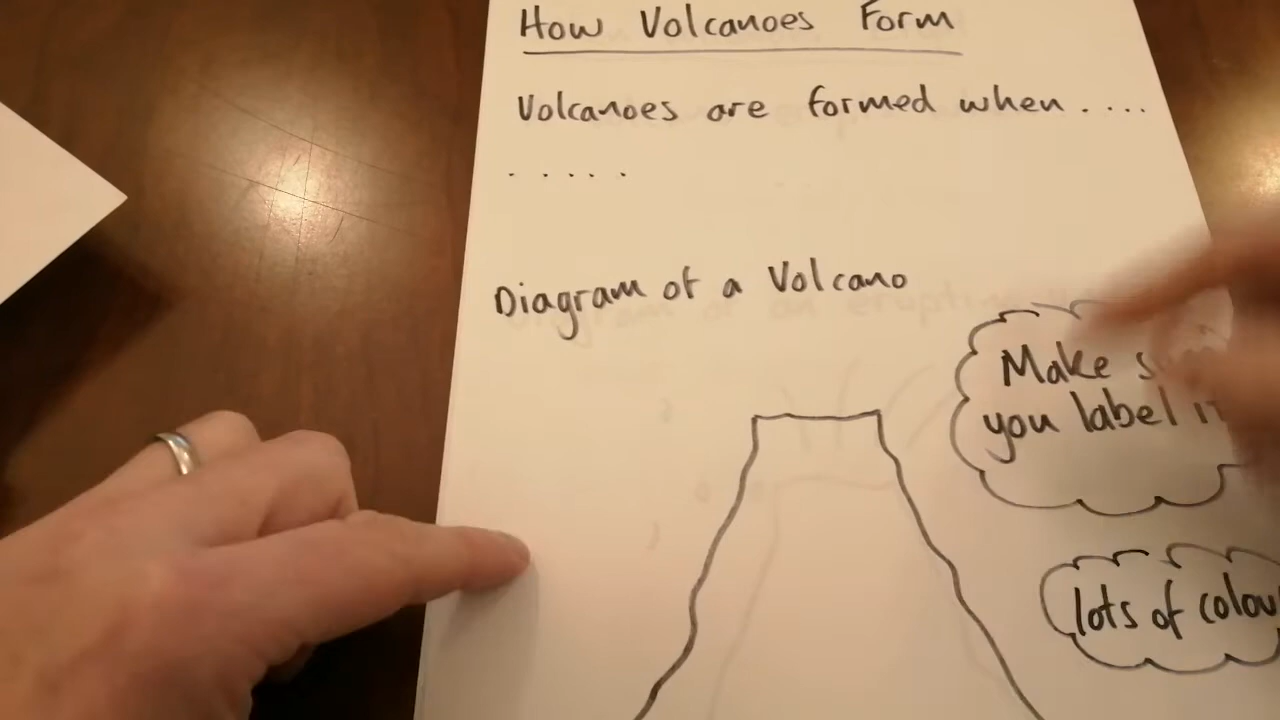 How Volcanoes Form
Volcanoes are formed when ....
.....
Diagram of a Volcano
Make
you label
lots of